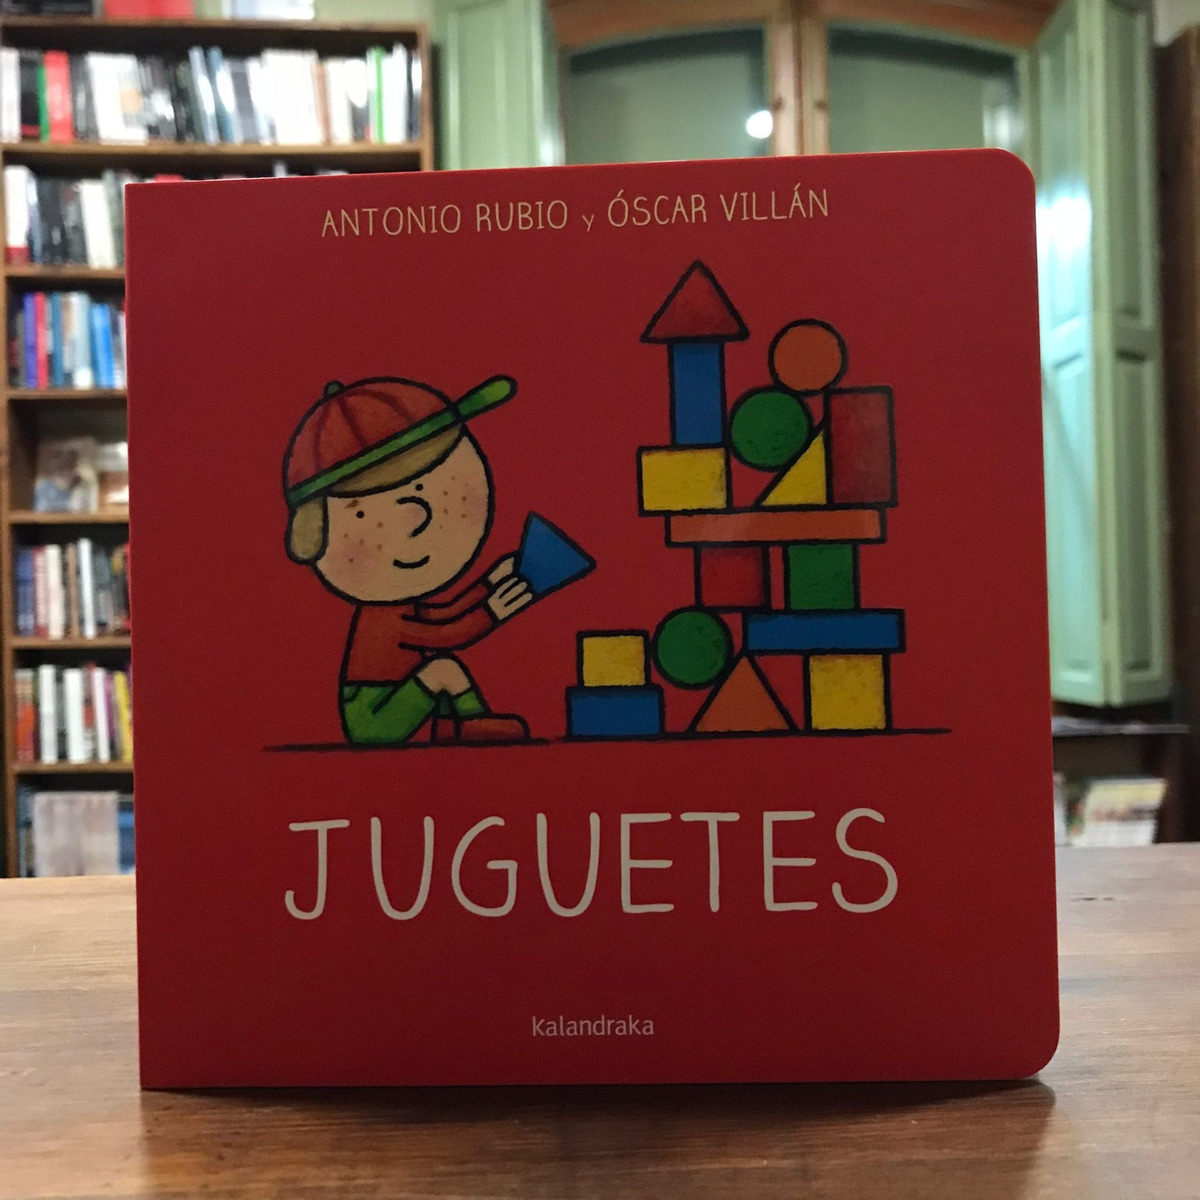 ANTONIO RUBIO y ÓSCAR VILLÁN
JUGUETES
Kalandraka